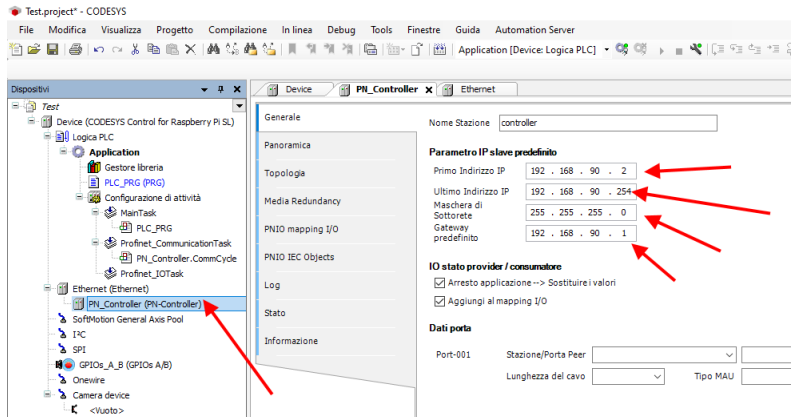 Test.project* - CODESYS
File Modifica Visualizza Progetto Compilazione In linea Debug Tools Finestre Guida Automation Server
Application [Device: Logica PLC]
Dispositivi
Test
Device (CODESYS Control for Raspberry Pi SL)
Logica PLC
Application
Gestore libreria
PLC_PRG (PRG)
Configurazione di attività
MainTask
PLC_PRG
Profinet_CommunicationTask
PN_Controller.CommCycle
Profinet_IOTask
Ethernet (Ethernet)
PN_Controller (PN-Controller)
SoftMotion General Axis Pool
I²C
SPI
GPIOs_A_B (GPIOs A/B)
Onewire
Camera device
<Vuoto>
Device PN_Controller X Ethernet
Generale
Panoramica
Topologia
Media Redundancy
PNIO mapping I/O
PNIO IEC Objects
Log
Stato
Informazione
Nome Stazione controller
Parametro IP slave predefinito
Primo Indirizzo IP 192 . 168 . 90 . 2
Ultimo Indirizzo IP 192 . 168 . 90 . 254
Maschera di
Sottorete 255 . 255 . 255 . 0
Gateway
predefinito 192 . 168 . 90 . 1
IO stato provider / consumatore
Arresto applicazione --> Sostituire i valori
Aggiungi al mapping I/O
Dati porta
Port-001 Stazione/Porta Peer
Lunghezza del cavo Tipo MAU